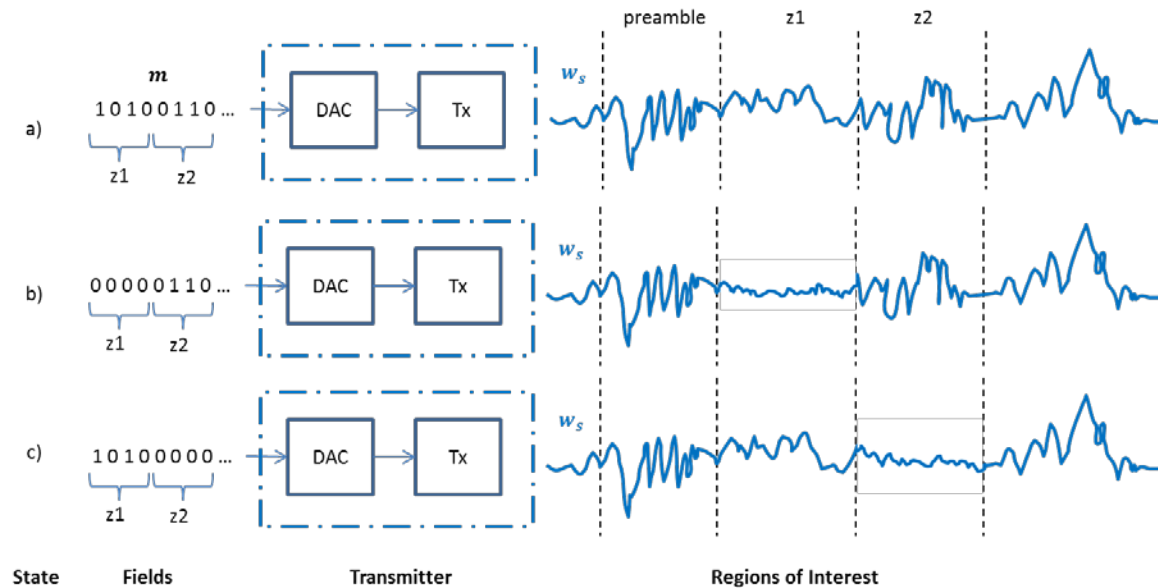 preamble z1 z2
m
w_s
1 0 1 0 0 1 1 0 ...
DAC
Tx
a)
z1 z2
w_s
0 0 0 0 0 1 1 0 ...
DAC
Tx
b)
z1 z2
w_s
1 0 1 0 0 0 0 0 ...
DAC
Tx
c)
z1 z2
State Fields Transmitter Regions of Interest